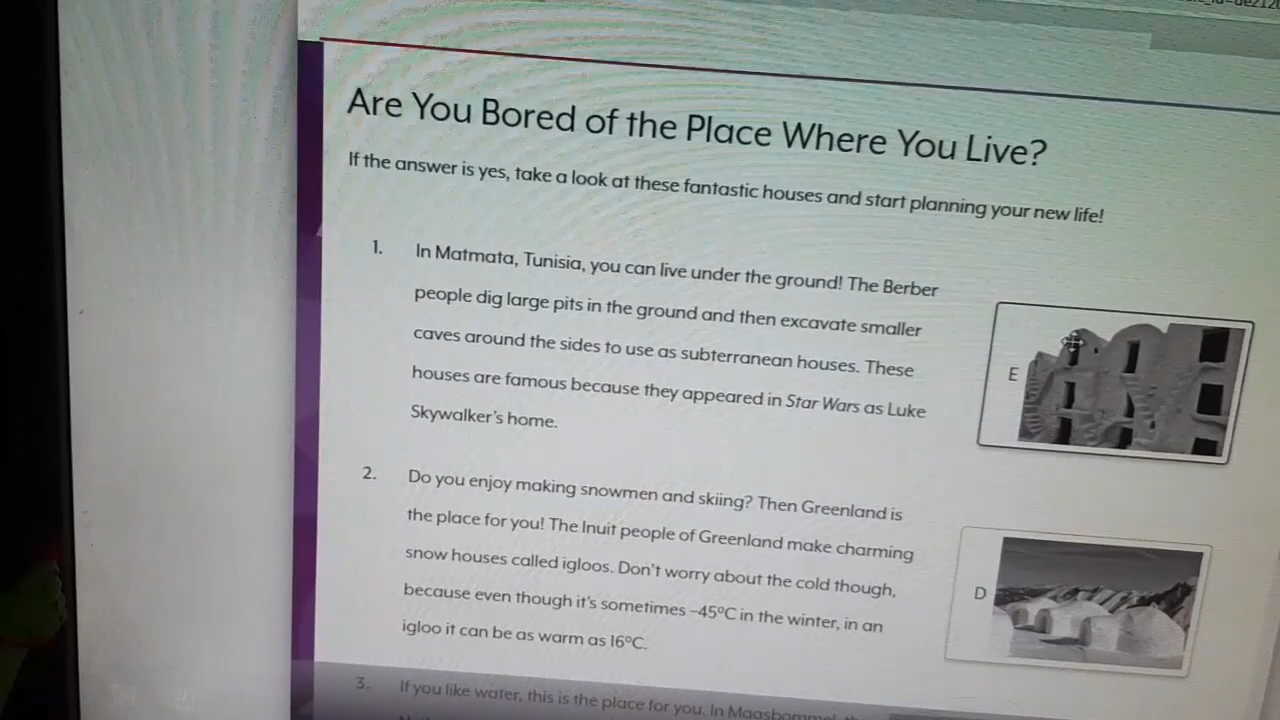 Are You Bored of the Place Where You Live?
If the answer is yes, take a look at these fantastic houses and start planning your new life!
1. In Matmata, Tunisia, you can live under the ground! The Berber
people dig large pits in the ground and then excavate smaller
caves around the sides to use as subterranean houses. These
houses are famous because they appeared in Star Wars as Luke
Skywalker's home.
E
2. Do you enjoy making snowmen and skiing? Then Greenland is
the place for you! The Inuit people of Greenland make charming
snow houses called igloos. Don't worry about the cold though,
because even though it's sometimes –45ºC in the winter, in an
igloo it can be as warm as 16ºC.
D
3. If you like water, this is the place for you. In Maasbommel,